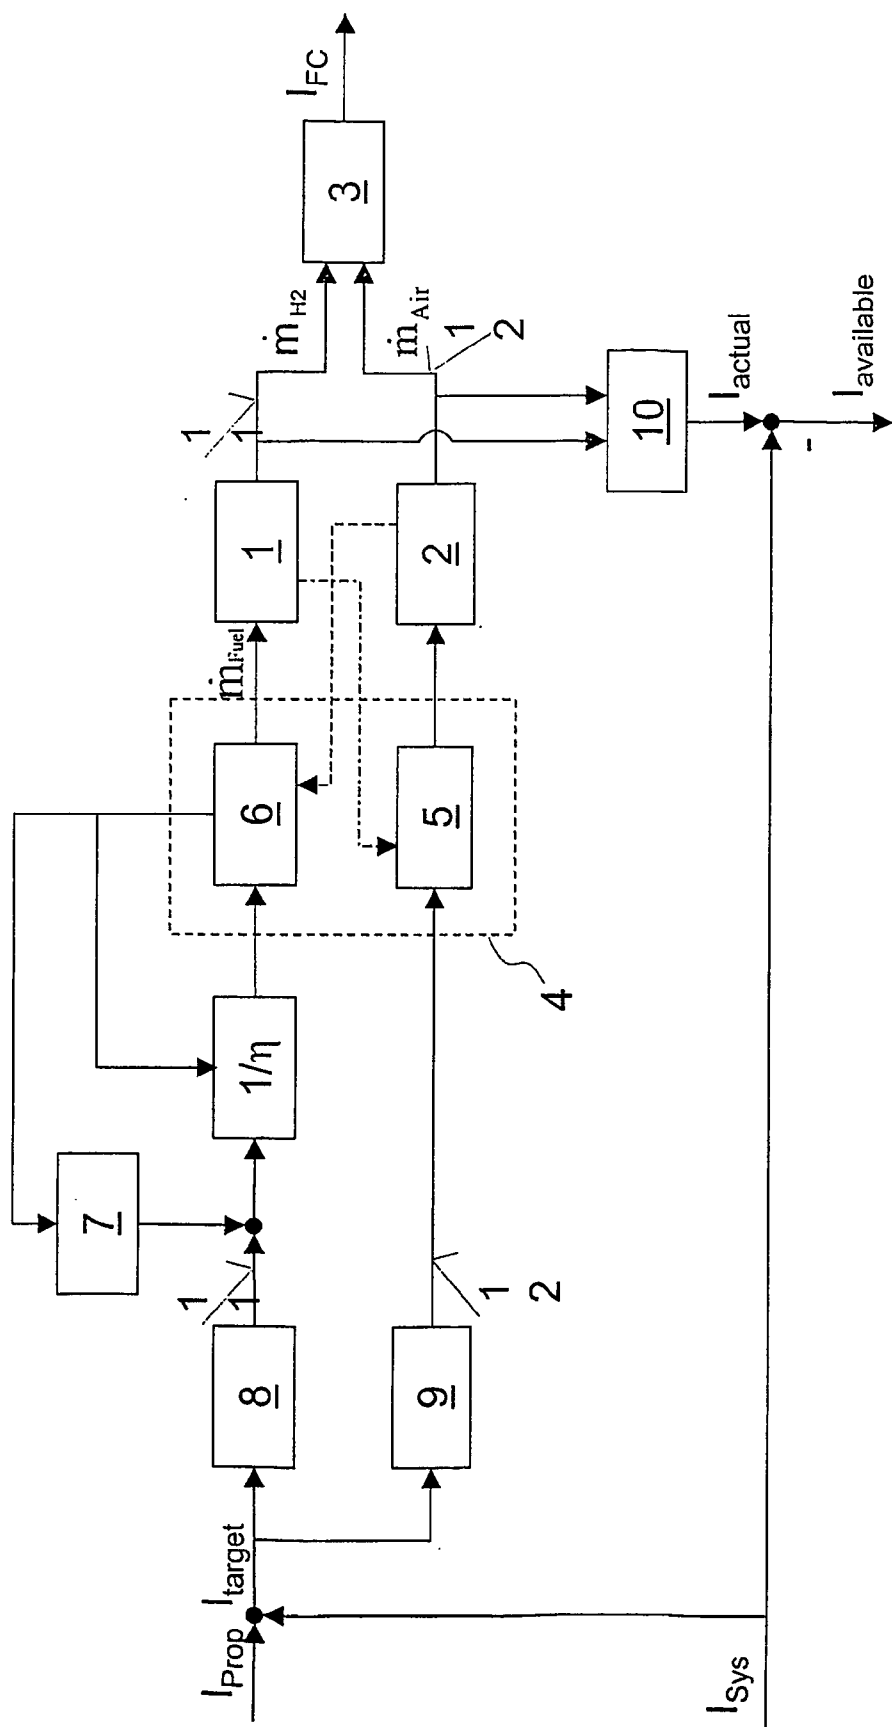 I_Prop
I_target
I_Sys
8
9
1
1
1
2
7
1/η
4
6
5
ṁ_Fuel
1
2
1
1
ṁ_H2
ṁ_Air
1
2
3
I_FC
10
I_actual
-
I_available